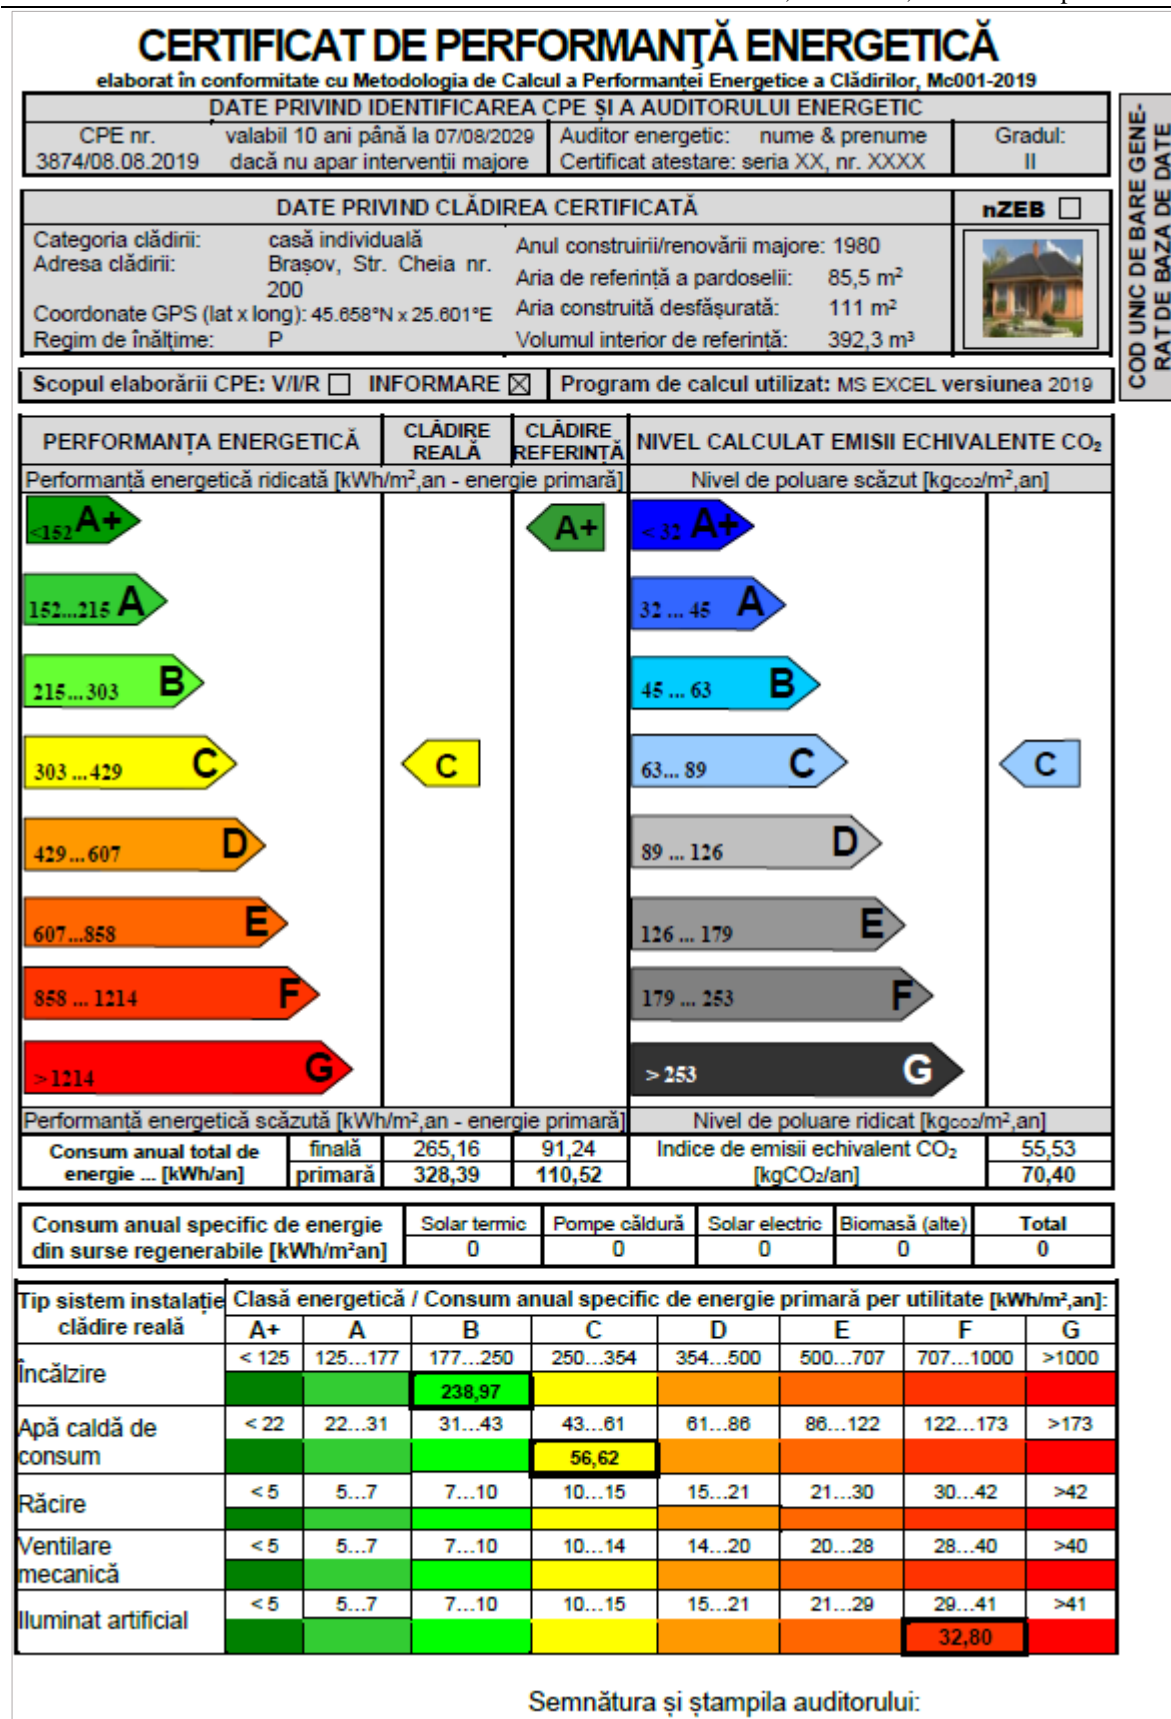 CERTIFICAT DE PERFORMANŢĂ ENERGETICĂ
elaborat în conformitate cu Metodologia de Calcul a Performanței Energetice a Clădirilor, Mc001-2019
DATE PRIVIND IDENTIFICAREA CPE ȘI A AUDITORULUI ENERGETIC
CPE nr. valabil 10 ani până la 07/08/2029 Auditor energetic: nume & prenume Gradul:
3874/08.08.2019 dacă nu apar intervenții majore Certificat atestare: seria XX, nr. XXXX II
COD UNIC DE BARE GENE-
RAT DE BAZA DE DATE
DATE PRIVIND CLĂDIREA CERTIFICATĂ nZEB
Categoria clădirii: casă individuală
Adresa clădirii: Brașov, Str. Cheia nr.
200
Coordonate GPS (lat x long): 45.658°N x 25.601°E
Regim de înălțime: P
Anul construirii/renovării majore: 1980
Aria de referință a pardoselii: 85,5 m²
Aria construită desfășurată: 111 m²
Volumul interior de referință: 392,3 m³
Scopul elaborării CPE: V/I/R ☐ INFORMARE ☒ Program de calcul utilizat: MS EXCEL versiunea 2019
PERFORMANȚA ENERGETICĂ CLĂDIRE REALĂ CLĂDIRE REFERINȚĂ NIVEL CALCULAT EMISII ECHIVALENTE CO₂
Performanță energetică ridicată [kWh/m²,an - energie primară] Nivel de poluare scăzut [kgco2/m²,an]
<152 A+ A+ < 32 A+
152...215 A 32 ... 45 A
215...303 B 45 ... 63 B
303 ...429 C C 63... 89 C C
429 ... 607 D 89 ... 126 D
607...858 E 126 ... 179 E
858 ... 1214 F 179 ... 253 F
>1214 G > 253 G
Performanță energetică scăzută [kWh/m²,an - energie primară] Nivel de poluare ridicat [kgco2/m²,an]
Consum anual total de finală 265,16 91,24 Indice de emisii echivalent CO₂ 55,53
energie ... [kWh/an] primară 328,39 110,52 [kgCO₂/an] 70,40
Consum anual specific de energie Solar termic Pompe căldură Solar electric Biomasă (alte) Total
din surse regenerabile [kWh/m²an] 0 0 0 0 0
Tip sistem instalație Clasă energetică / Consum anual specific de energie primară per utilitate [kWh/m²,an]:
clădire reală A+ A B C D E F G
Încălzire < 125 125...177 177...250 250...354 354...500 500...707 707...1000 >1000
238,97
Apă caldă de consum < 22 22...31 31...43 43...61 61...86 86...122 122...173 >173
56,62
Răcire < 5 5...7 7...10 10...15 15...21 21...30 30...42 >42
Ventilare mecanică < 5 5...7 7...10 10...14 14...20 20...28 28...40 >40
Iluminat artificial < 5 5...7 7...10 10...15 15...21 21...29 29...41 >41
32,80
Semnătura și ștampila auditorului: